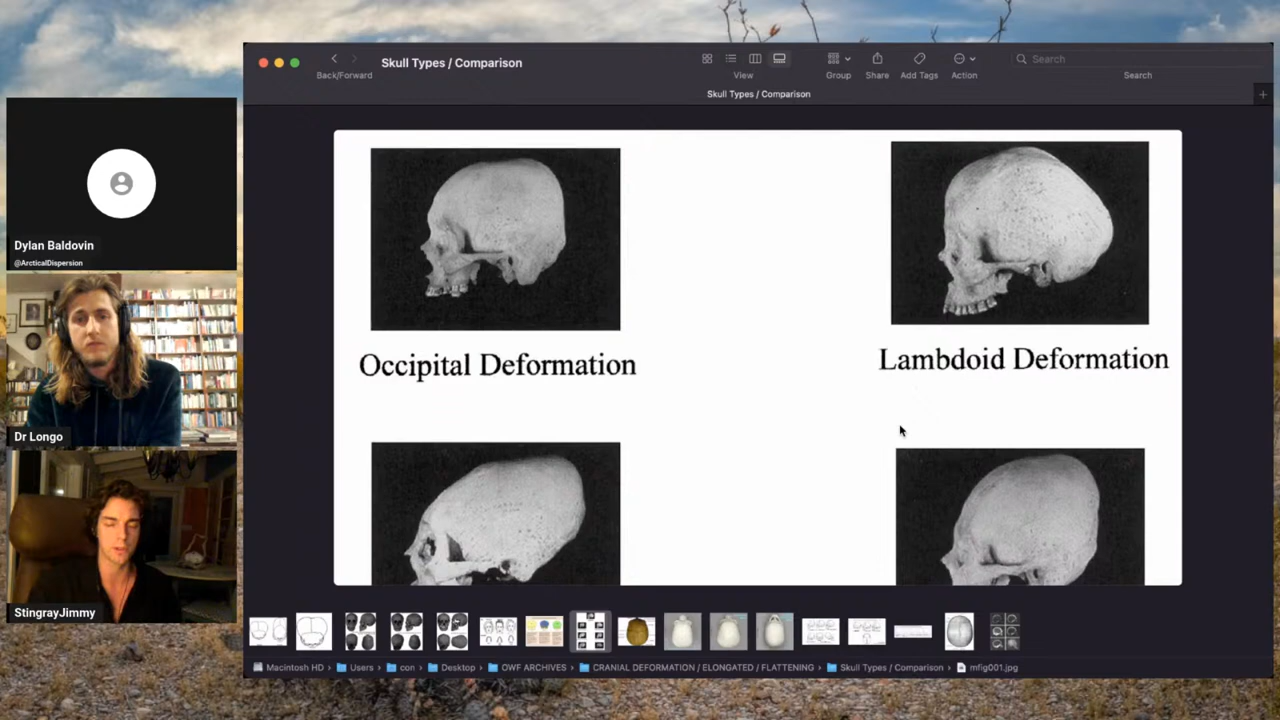 Skull Types / Comparison
Back/Forward
View
Group
Share
Add Tags
Action
Search
Search
Skull Types / Comparison
Dylan Baldovin
@ArcticalDispersion
Dr Longo
StingrayJimmy
Occipital Deformation
Lambdoid Deformation
Macintosh HD › Users › con › Desktop › OWF ARCHIVES › CRANIAL DEFORMATION / ELONGATED / FLATTENING › Skull Types / Comparison › mfig001.jpg